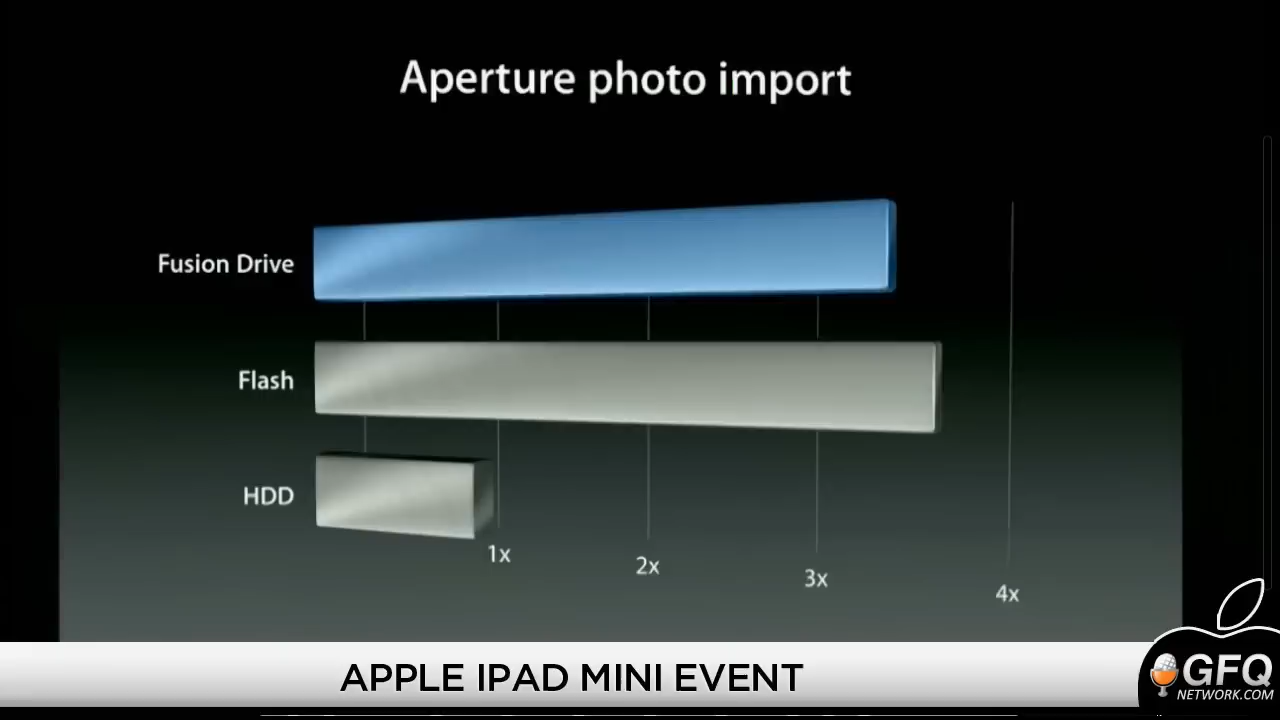 Aperture photo import
Fusion Drive
Flash
HDD
1x
2x
3x
4x
APPLE IPAD MINI EVENT
GFQ
NETWORK.COM